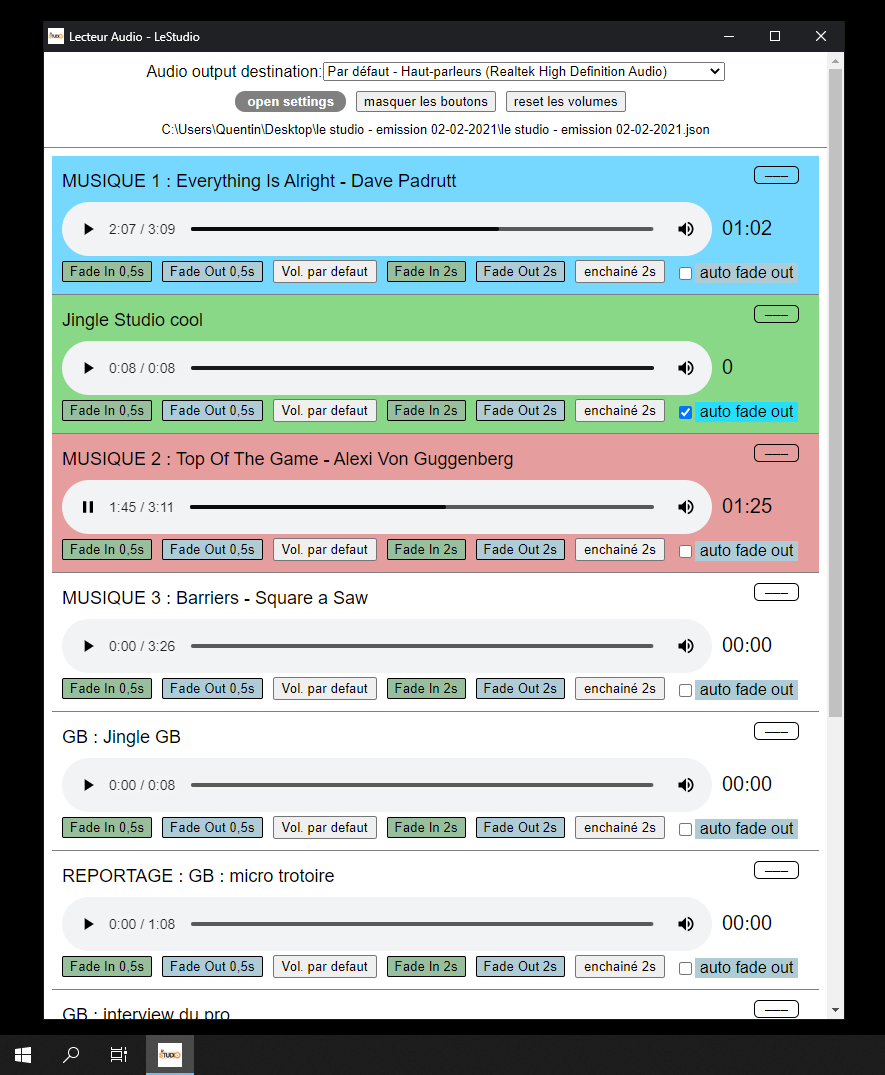 Lecteur Audio - LeStudio
Audio output destination: Par défaut - Haut-parleurs (Realtek High Definition Audio)
open settings masquer les boutons reset les volumes
C:\Users\Quentin\Desktop\le studio - emission 02-02-2021\le studio - emission 02-02-2021.json
MUSIQUE 1 : Everything Is Alright - Dave Padrutt
2:07 / 3:09 01:02
Fade In 0,5s Fade Out 0,5s Vol. par defaut Fade In 2s Fade Out 2s enchainé 2s auto fade out
Jingle Studio cool
0:08 / 0:08 0
Fade In 0,5s Fade Out 0,5s Vol. par defaut Fade In 2s Fade Out 2s enchainé 2s auto fade out
MUSIQUE 2 : Top Of The Game - Alexi Von Guggenberg
1:45 / 3:11 01:25
Fade In 0,5s Fade Out 0,5s Vol. par defaut Fade In 2s Fade Out 2s enchainé 2s auto fade out
MUSIQUE 3 : Barriers - Square a Saw
0:00 / 3:26 00:00
Fade In 0,5s Fade Out 0,5s Vol. par defaut Fade In 2s Fade Out 2s enchainé 2s auto fade out
GB : Jingle GB
0:00 / 0:08 00:00
Fade In 0,5s Fade Out 0,5s Vol. par defaut Fade In 2s Fade Out 2s enchainé 2s auto fade out
REPORTAGE : GB : micro trotoire
0:00 / 1:08 00:00
Fade In 0,5s Fade Out 0,5s Vol. par defaut Fade In 2s Fade Out 2s enchainé 2s auto fade out
GB : interview du pro